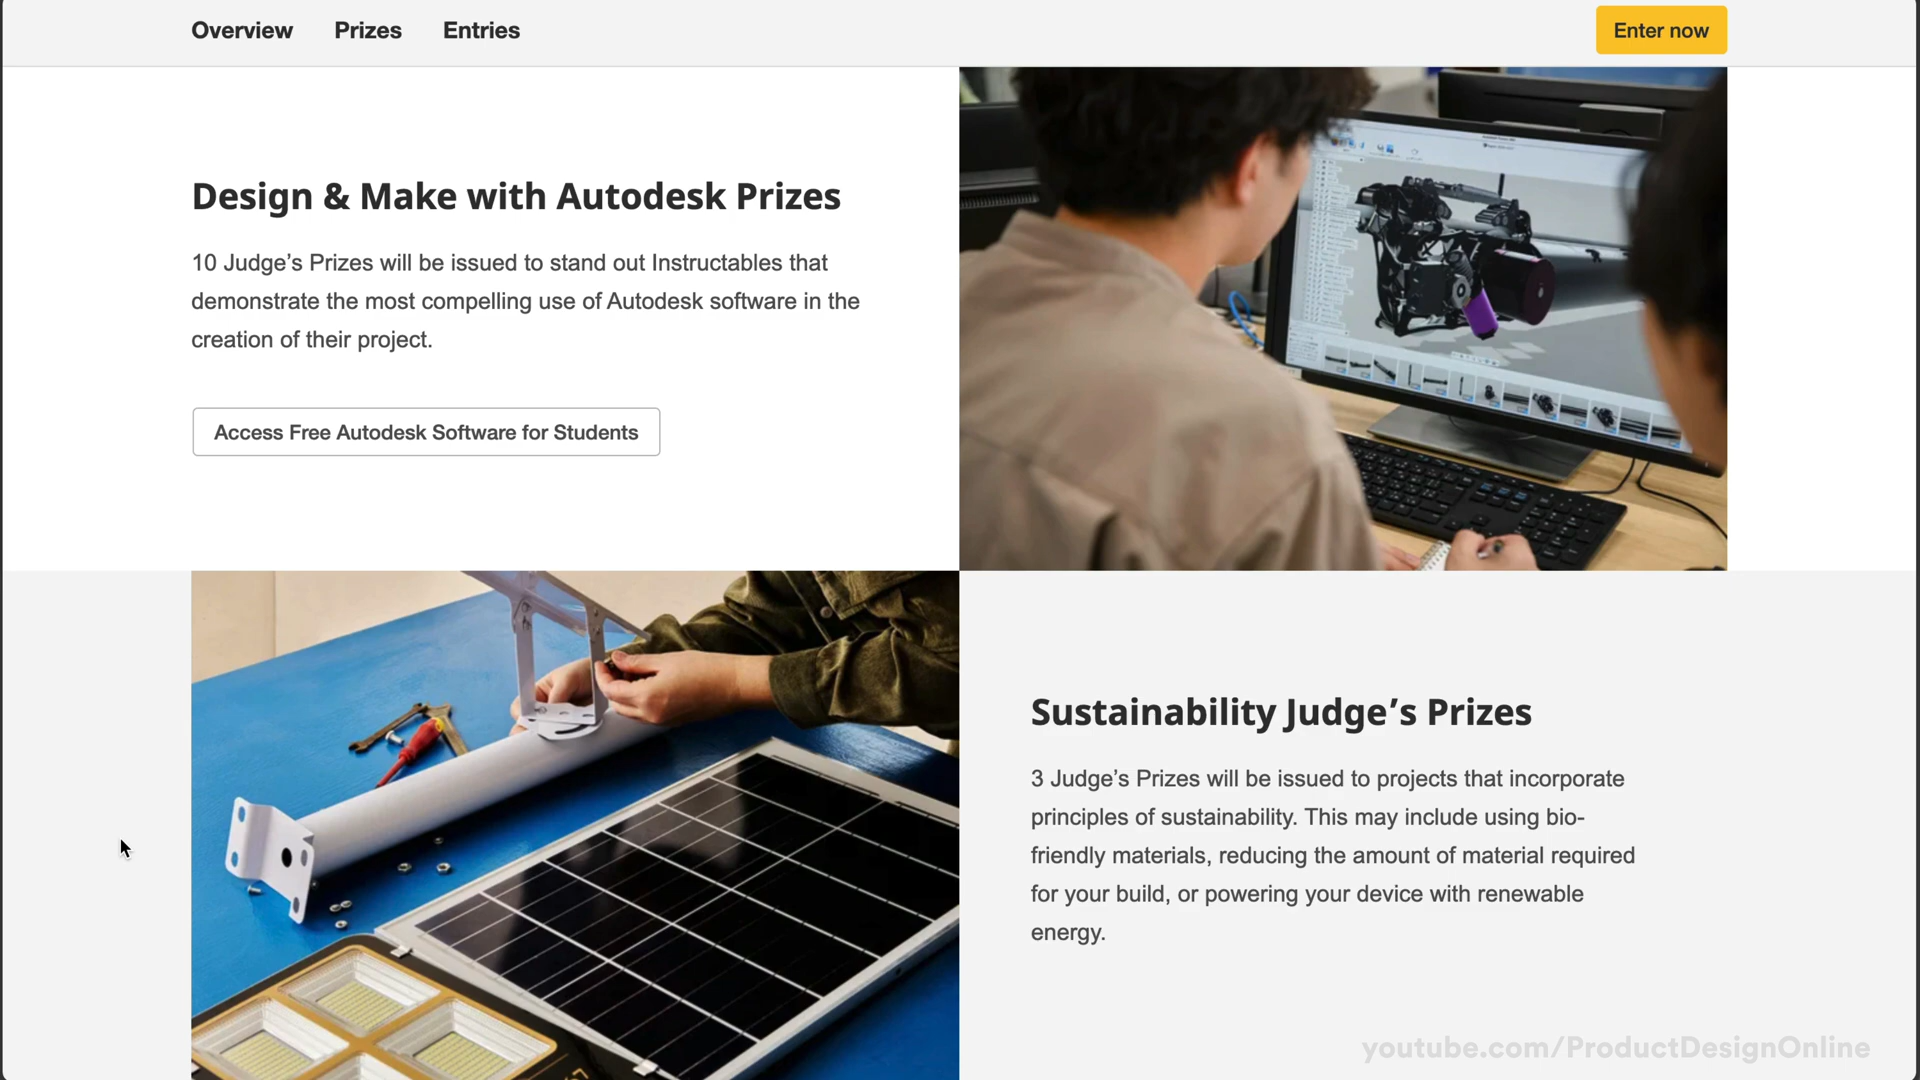 Overview Prizes Entries Enter now
Design & Make with Autodesk Prizes
10 Judge’s Prizes will be issued to stand out Instructables that
demonstrate the most compelling use of Autodesk software in the
creation of their project.
Access Free Autodesk Software for Students
Sustainability Judge’s Prizes
3 Judge’s Prizes will be issued to projects that incorporate
principles of sustainability. This may include using bio-
friendly materials, reducing the amount of material required
for your build, or powering your device with renewable
energy.
youtube.com/ProductDesignOnline